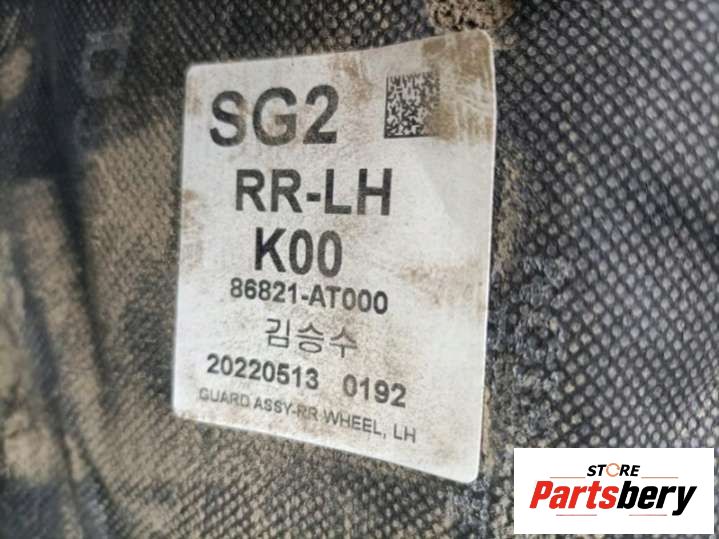 SG2
RR-LH
K00
86821-AT000
김승수
20220513 0192
GUARD ASSY-RR WHEEL, LH
STORE
Partsbery